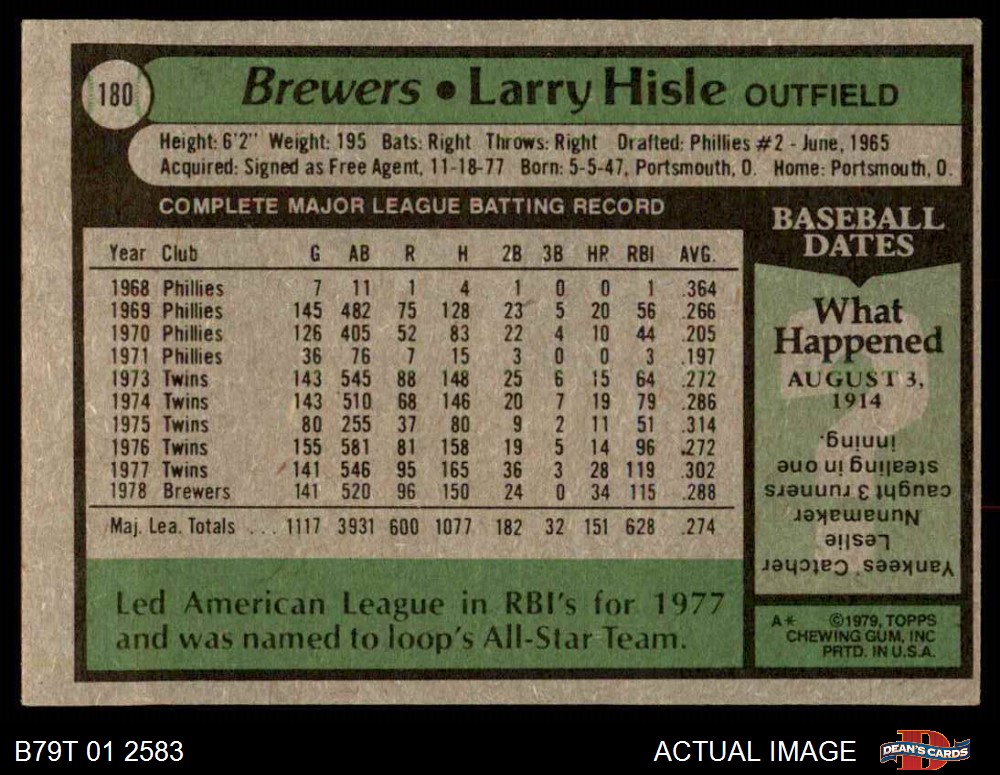 180
Brewers • Larry Hisle OUTFIELD
Height: 6'2" Weight: 195 Bats: Right Throws: Right Drafted: Phillies #2 - June, 1965
Acquired: Signed as Free Agent, 11-18-77 Born: 5-5-47, Portsmouth, O. Home: Portsmouth, O.
COMPLETE MAJOR LEAGUE BATTING RECORD
Year Club G AB R H 2B 3B HR RBI AVG.
1968 Phillies 7 11 1 4 1 0 0 1 .364
1969 Phillies 145 482 75 128 23 5 20 56 .266
1970 Phillies 126 405 52 83 22 4 10 44 .205
1971 Phillies 36 76 7 15 3 0 0 3 .197
1973 Twins 143 545 88 148 25 6 15 64 .272
1974 Twins 143 510 68 146 20 7 19 79 .286
1975 Twins 80 255 37 80 9 2 11 51 .314
1976 Twins 155 581 81 158 19 5 14 96 .272
1977 Twins 141 546 95 165 36 3 28 119 .302
1978 Brewers 141 520 96 150 24 0 34 115 .288
Maj. Lea. Totals ... 1117 3931 600 1077 182 32 151 628 .274
Led American League in RBI's for 1977
and was named to loop's All-Star Team.
BASEBALL
DATES
What
Happened
AUGUST 3,
1914
?
Yankees' Catcher
Leslie
Nunamaker
caught 3 runners
stealing in one
inning.
A* ©1979, TOPPS
CHEWING GUM, INC
PRTD. IN U.S.A.
B79T 01 2583
ACTUAL IMAGE
D
DEAN'S CARDS